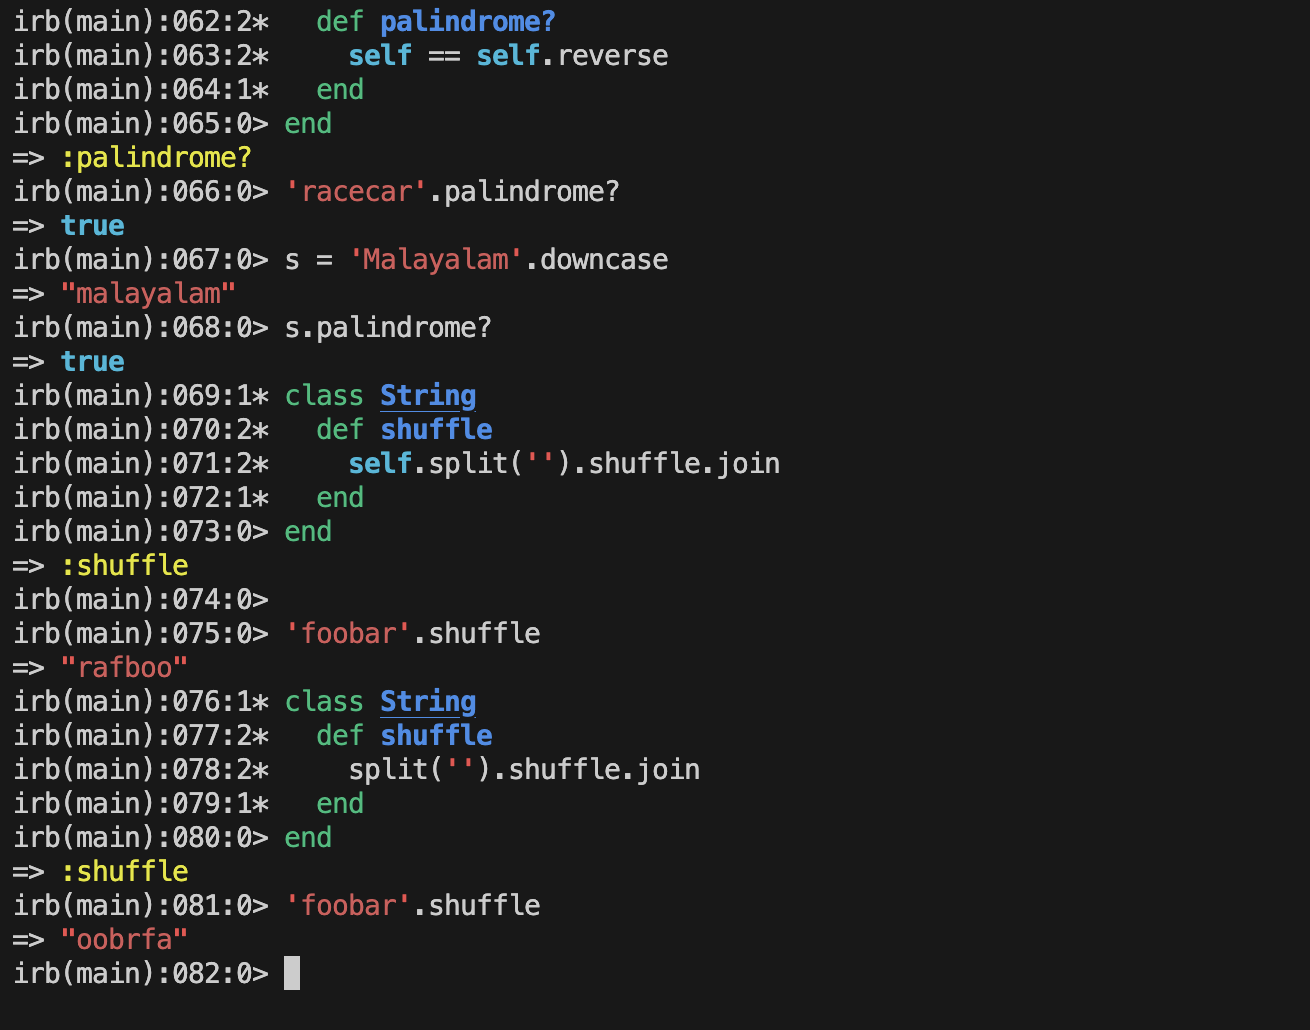 irb(main):062:2*   def palindrome?
irb(main):063:2*     self == self.reverse
irb(main):064:1*   end
irb(main):065:0> end
=> :palindrome?
irb(main):066:0> 'racecar'.palindrome?
=> true
irb(main):067:0> s = 'Malayalam'.downcase
=> "malayalam"
irb(main):068:0> s.palindrome?
=> true
irb(main):069:1* class String
irb(main):070:2*   def shuffle
irb(main):071:2*     self.split('').shuffle.join
irb(main):072:1*   end
irb(main):073:0> end
=> :shuffle
irb(main):074:0>
irb(main):075:0> 'foobar'.shuffle
=> "rafboo"
irb(main):076:1* class String
irb(main):077:2*   def shuffle
irb(main):078:2*     split('').shuffle.join
irb(main):079:1*   end
irb(main):080:0> end
=> :shuffle
irb(main):081:0> 'foobar'.shuffle
=> "oobrfa"
irb(main):082:0>